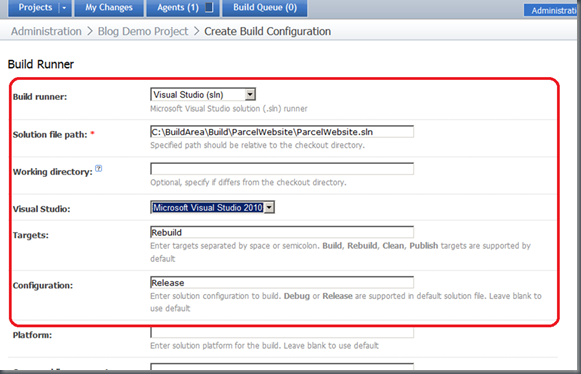 Projects My Changes Agents (1) Build Queue (0)
Administrati
Administration > Blog Demo Project > Create Build Configuration
Build Runner
Build runner: Visual Studio (sln)
Microsoft Visual Studio solution (.sln) runner
Solution file path: * C:\BuildArea\Build\ParcelWebsite\ParcelWebsite.sln
Specified path should be relative to the checkout directory.
Working directory: ?
Optional, specify if differs from the checkout directory.
Visual Studio: Microsoft Visual Studio 2010
Targets: Rebuild
Enter targets separated by space or semicolon. Build, Rebuild, Clean, Publish targets are supported by
default
Configuration: Release
Enter solution configuration to build. Debug or Release are supported in default solution file. Leave blank to
use default
Platform:
Enter solution platform for the build. Leave blank to use default